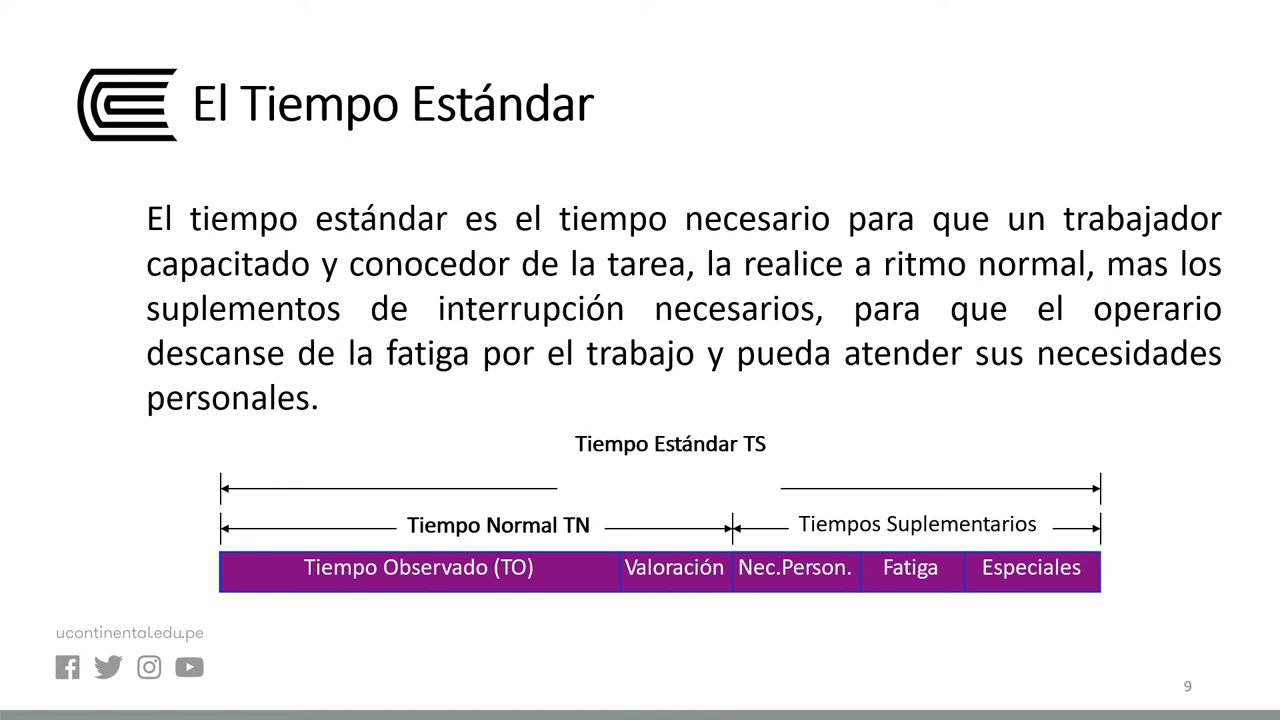 El Tiempo Estándar
El tiempo estándar es el tiempo necesario para que un trabajador
capacitado y conocedor de la tarea, la realice a ritmo normal, mas los
suplementos de interrupción necesarios, para que el operario
descanse de la fatiga por el trabajo y pueda atender sus necesidades
personales.
Tiempo Estándar TS
Tiempo Normal TN Tiempos Suplementarios
Tiempo Observado (TO) Valoración Nec.Person. Fatiga Especiales
ucontinental.edu.pe
9